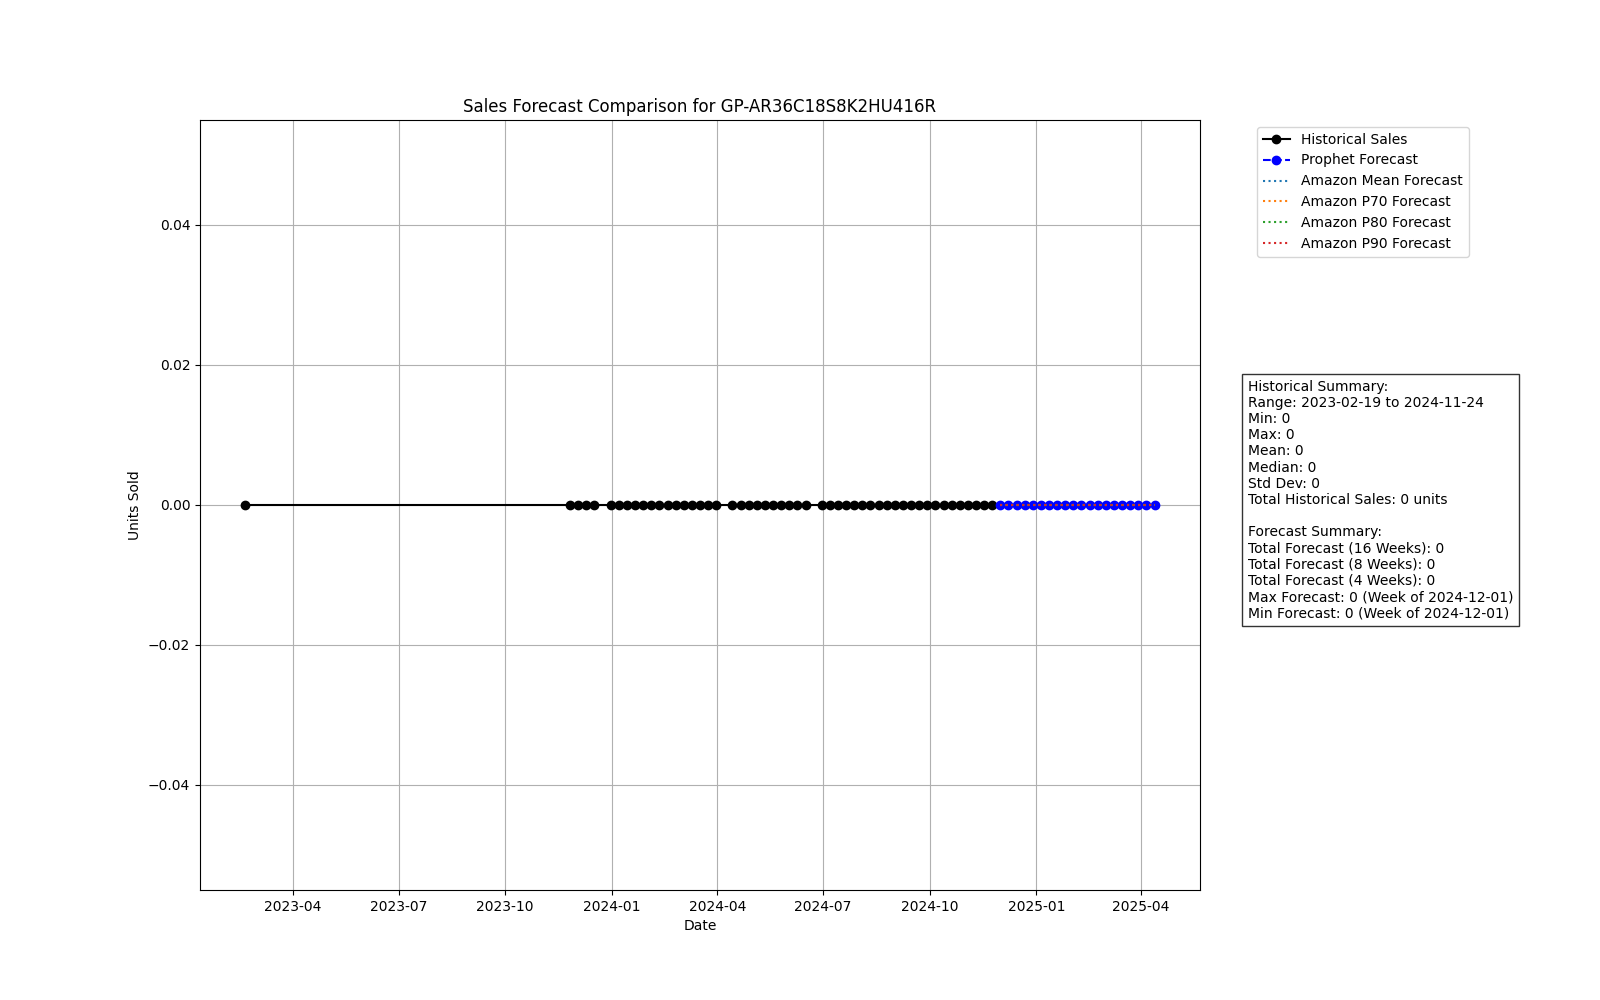 Sales Forecast Comparison for GP-AR36C18S8K2HU416R
Historical Sales
Prophet Forecast
Amazon Mean Forecast
Amazon P70 Forecast
Amazon P80 Forecast
Amazon P90 Forecast
0.04
0.02
0.00
−0.02
−0.04
Units Sold
2023-04
2023-07
2023-10
2024-01
2024-04
2024-07
2024-10
2025-01
2025-04
Date
Historical Summary:
Range: 2023-02-19 to 2024-11-24
Min: 0
Max: 0
Mean: 0
Median: 0
Std Dev: 0
Total Historical Sales: 0 units
Forecast Summary:
Total Forecast (16 Weeks): 0
Total Forecast (8 Weeks): 0
Total Forecast (4 Weeks): 0
Max Forecast: 0 (Week of 2024-12-01)
Min Forecast: 0 (Week of 2024-12-01)